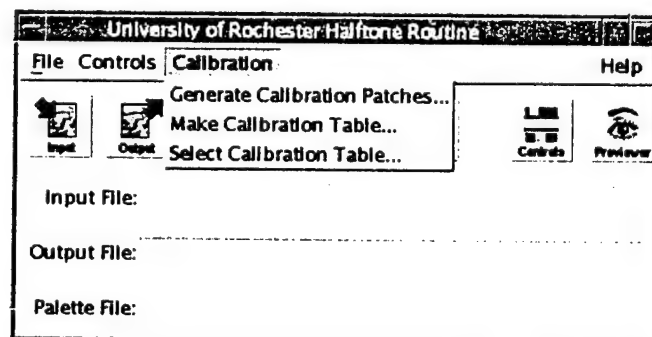 University of Rochester Halftone Routine
File Controls Calibration Help
Generate Calibration Patches...
Make Calibration Table...
Select Calibration Table...
Input Output Controls Previewer
Input File:
Output File:
Palette File: